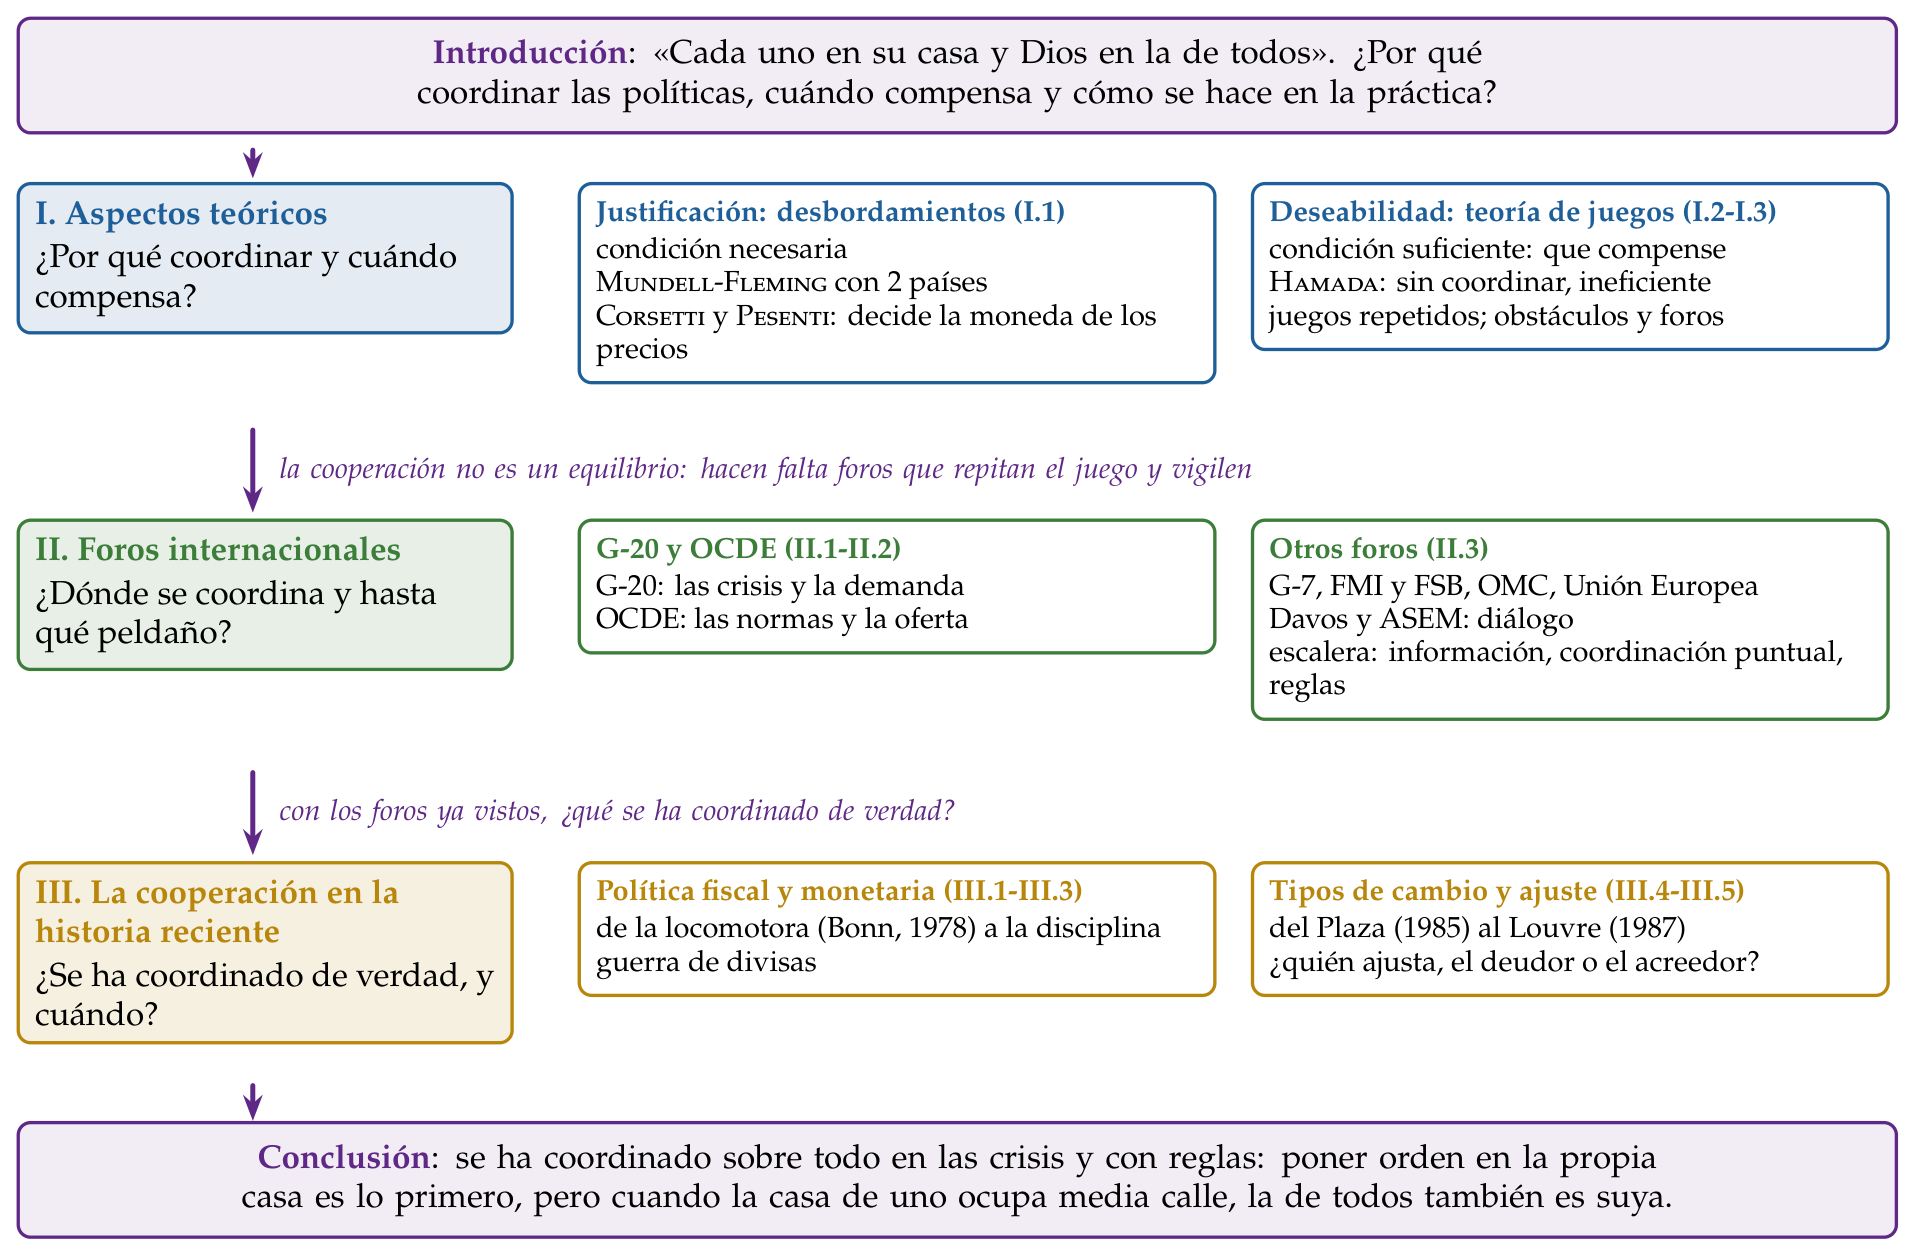 Introducción: «Cada uno en su casa y Dios en la de todos». ¿Por qué
coordinar las políticas, cuándo compensa y cómo se hace en la práctica?
I. Aspectos teóricos
¿Por qué coordinar y cuándo
compensa?
Justificación: desbordamientos (I.1)
condición necesaria
Mundell-Fleming con 2 países
Corsetti y Pesenti: decide la moneda de los
precios
Deseabilidad: teoría de juegos (I.2-I.3)
condición suficiente: que compense
Hamada: sin coordinar, ineficiente
juegos repetidos; obstáculos y foros
la cooperación no es un equilibrio: hacen falta foros que repitan el juego y vigilen
II. Foros internacionales
¿Dónde se coordina y hasta
qué peldaño?
G-20 y OCDE (II.1-II.2)
G-20: las crisis y la demanda
OCDE: las normas y la oferta
Otros foros (II.3)
G-7, FMI y FSB, OMC, Unión Europea
Davos y ASEM: diálogo
escalera: información, coordinación puntual,
reglas
con los foros ya vistos, ¿qué se ha coordinado de verdad?
III. La cooperación en la
historia reciente
¿Se ha coordinado de verdad, y
cuándo?
Política fiscal y monetaria (III.1-III.3)
de la locomotora (Bonn, 1978) a la disciplina
guerra de divisas
Tipos de cambio y ajuste (III.4-III.5)
del Plaza (1985) al Louvre (1987)
¿quién ajusta, el deudor o el acreedor?
Conclusión: se ha coordinado sobre todo en las crisis y con reglas: poner orden en la propia
casa es lo primero, pero cuando la casa de uno ocupa media calle, la de todos también es suya.